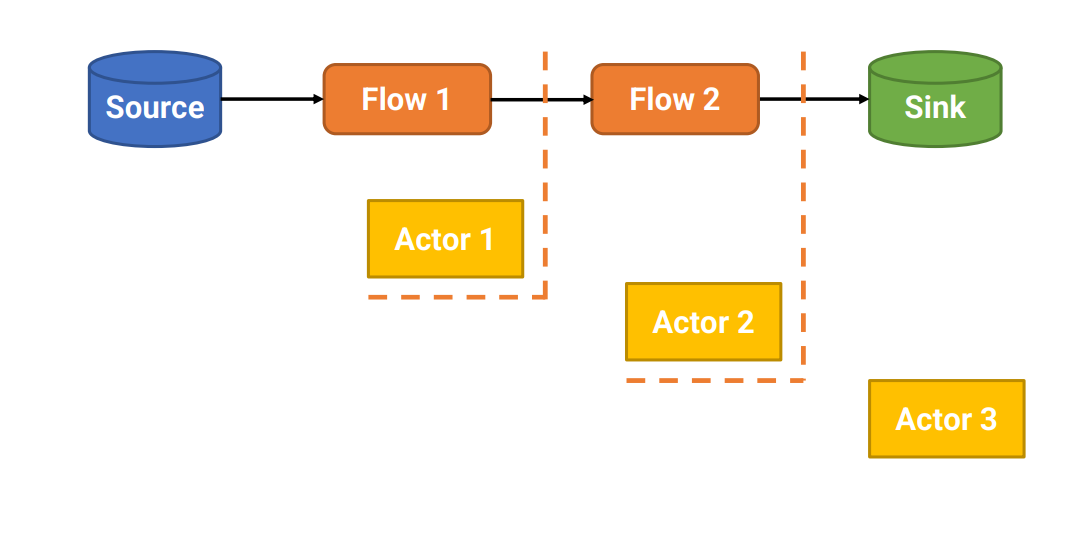 Source
Flow 1
Flow 2
Sink
Actor 1
Actor 2
Actor 3